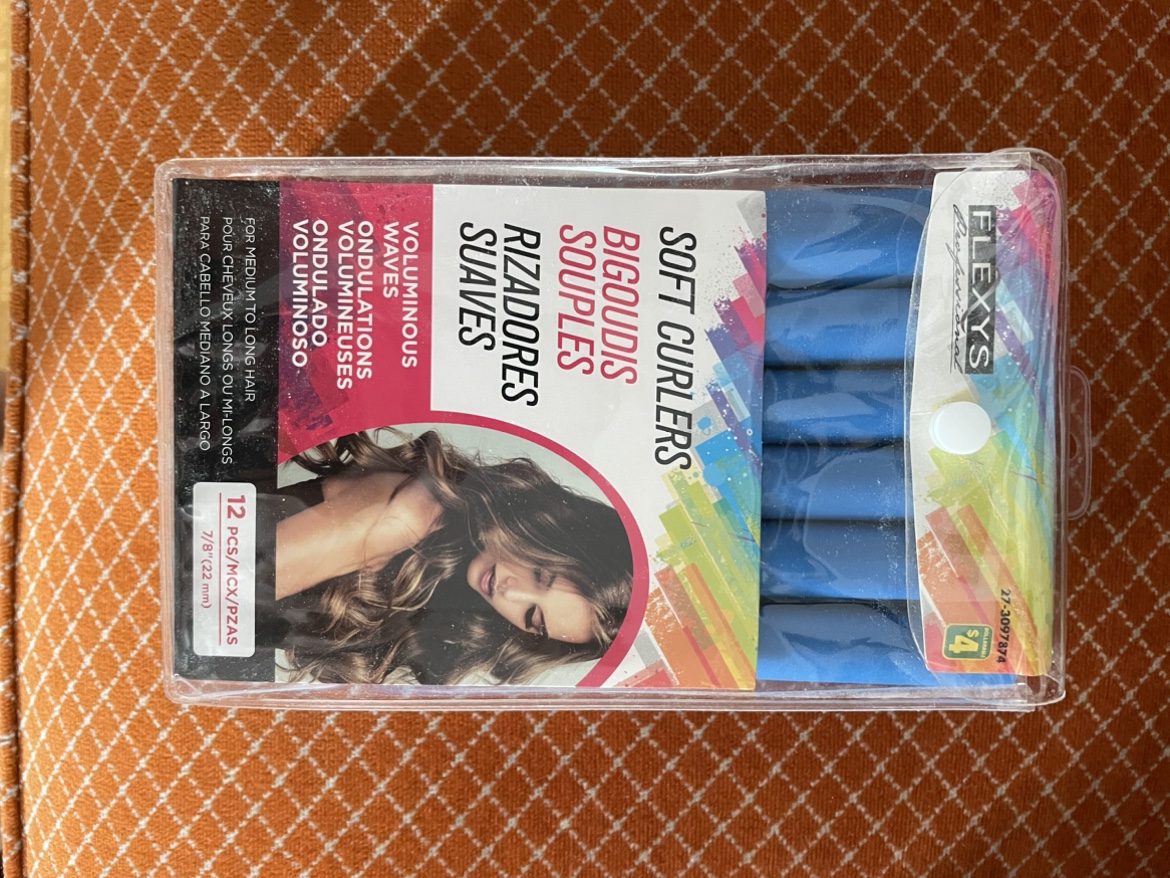 FLEXYS
Professional
27-3097874
DOLLARAMA
$4
SOFT CURLERS
BIGOUDIS
SOUPLES
RIZADORES
SUAVES
VOLUMINOUS
WAVES
ONDULATIONS
VOLUMINEUSES
ONDULADO
VOLUMINOSO
FOR MEDIUM TO LONG HAIR
POUR CHEVEUX LONGS OU MI-LONGS
PARA CABELLO MEDIANO A LARGO
12 PCS/MCX/PZAS
7/8" (22 mm)